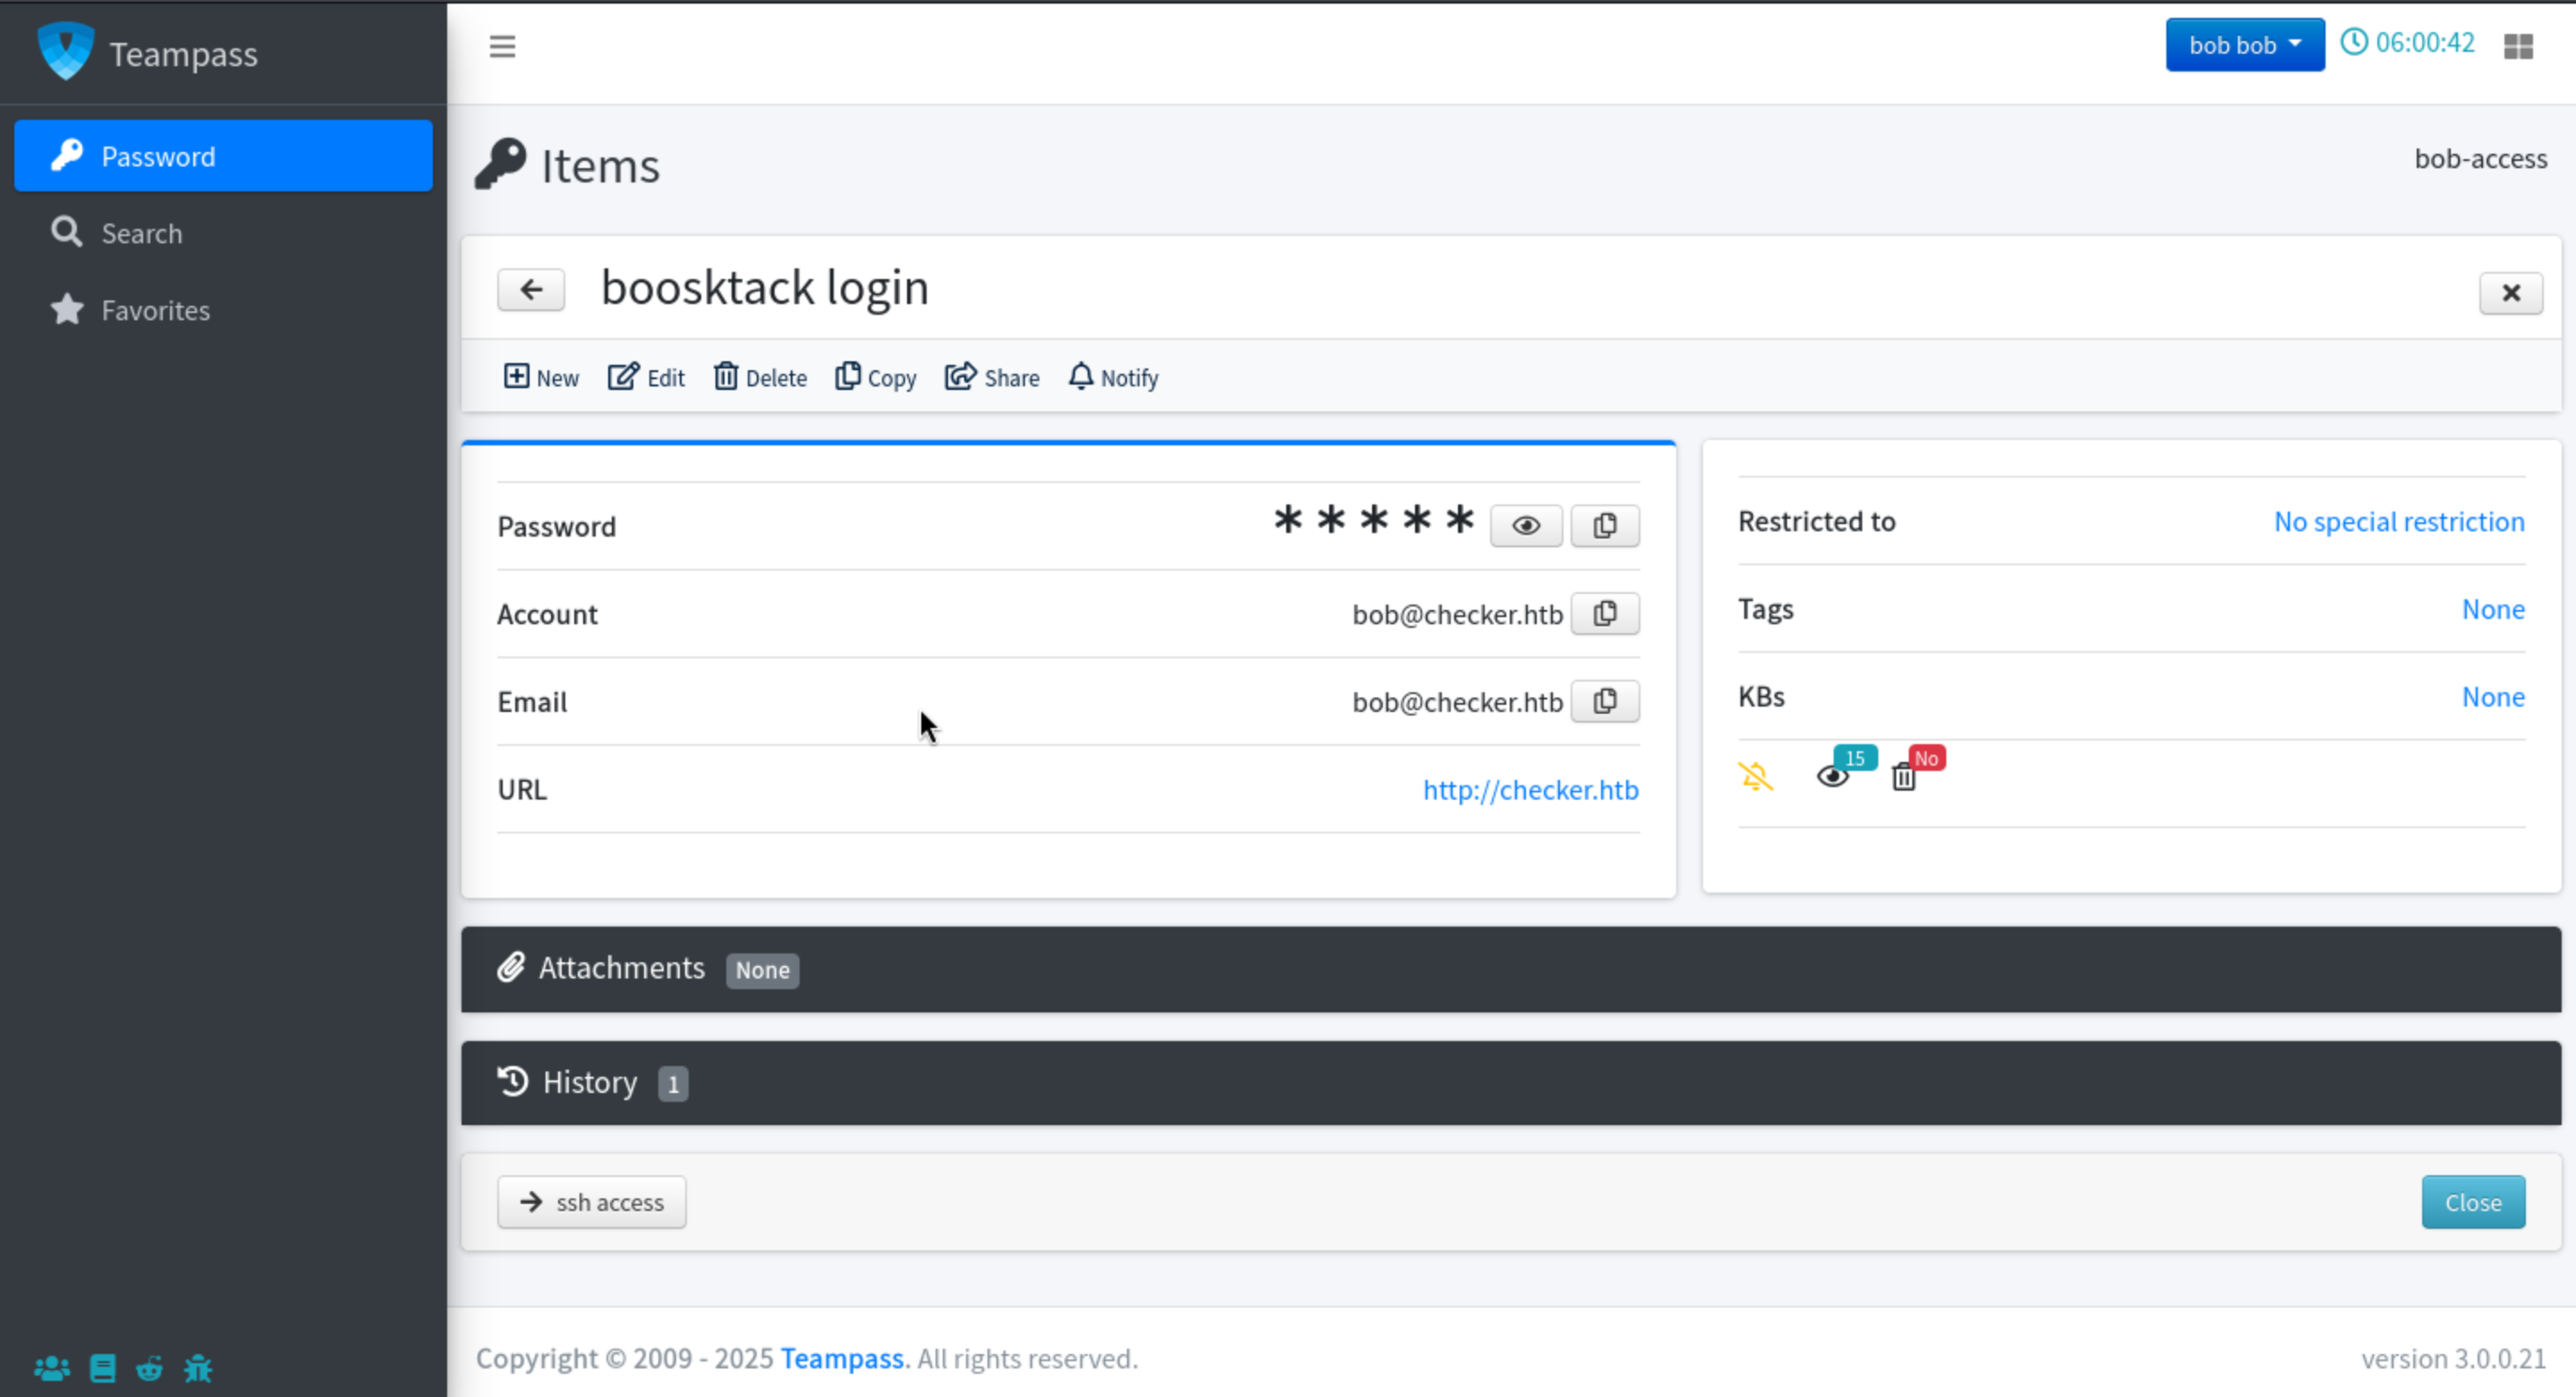 Teampass
bob bob
06:00:42
Password
Search
Favorites
Items
bob-access
boosktack login
New Edit Delete Copy Share Notify
Password * * * * *
Account bob@checker.htb
Email bob@checker.htb
URL http://checker.htb
Restricted to No special restriction
Tags None
KBs None
15 No
Attachments None
History 1
ssh access
Close
Copyright © 2009 - 2025 Teampass. All rights reserved.
version 3.0.0.21